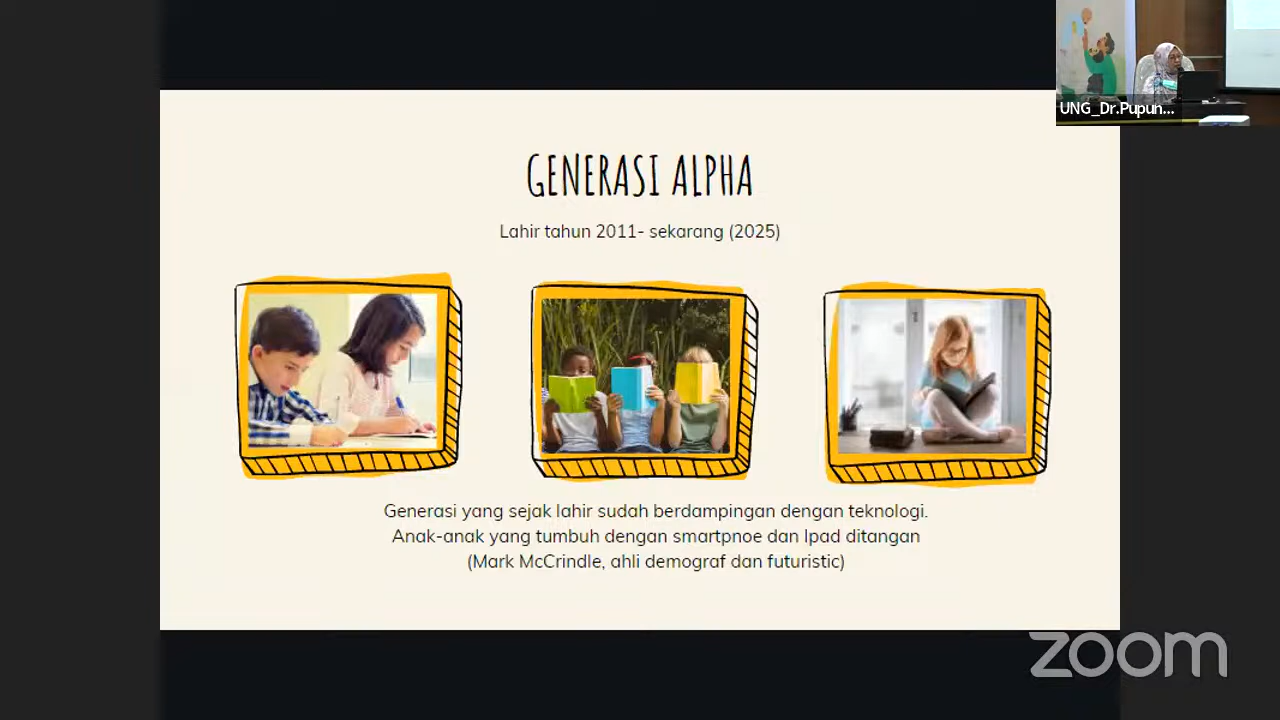 UNG_Dr.Pupun...
GENERASI ALPHA
Lahir tahun 2011- sekarang (2025)
Generasi yang sejak lahir sudah berdampingan dengan teknologi.
Anak-anak yang tumbuh dengan smartpnoe dan Ipad ditangan
(Mark McCrindle, ahli demograf dan futuristic)
zoom